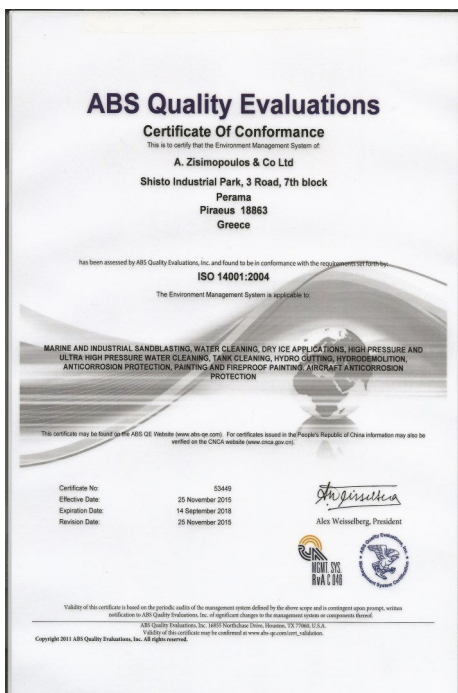 ABS Quality Evaluations
Certificate Of Conformance
This is to certify that the Environment Management System of:
A. Zisimopoulos & Co Ltd
Shisto Industrial Park, 3 Road, 7th block
Perama
Piraeus 18863
Greece
has been assessed by ABS Quality Evaluations, Inc. and found to be in conformance with the requirements set forth by:
ISO 14001:2004
The Environment Management System is applicable to:
MARINE AND INDUSTRIAL SANDBLASTING, WATER CLEANING, DRY ICE APPLICATIONS, HIGH PRESSURE AND
ULTRA HIGH PRESSURE WATER CLEANING, TANK CLEANING, HYDRO CUTTING, HYDRODEMOLITION,
ANTICORROSION PROTECTION, PAINTING AND FIREPROOF PAINTING, AIRCRAFT ANTICORROSION
PROTECTION
This certificate may be found on the ABS QE Website (www.abs-qe.com). For certificates issued in the People's Republic of China information may also be
verified on the CNCA website (www.cnca.gov.cn).
Certificate No: 53449
Effective Date: 25 November 2015
Expiration Date: 14 September 2018
Revision Date: 25 November 2015
Alex Weisselberg, President
RvA
MGMT. SYS.
RvA C 046
ABS Quality Evaluations, Inc.
Management System Certification
Validity of this certificate is based on the periodic audits of the management system defined by the above scope and is contingent upon prompt, written
notification to ABS Quality Evaluations, Inc. of significant changes to the management system or components thereof.
ABS Quality Evaluations, Inc. 16855 Northchase Drive, Houston, TX 77060, U.S.A.
Validity of this certificate may be confirmed at www.abs-qe.com/cert_validation.
Copyright 2011 ABS Quality Evaluations, Inc. All rights reserved.